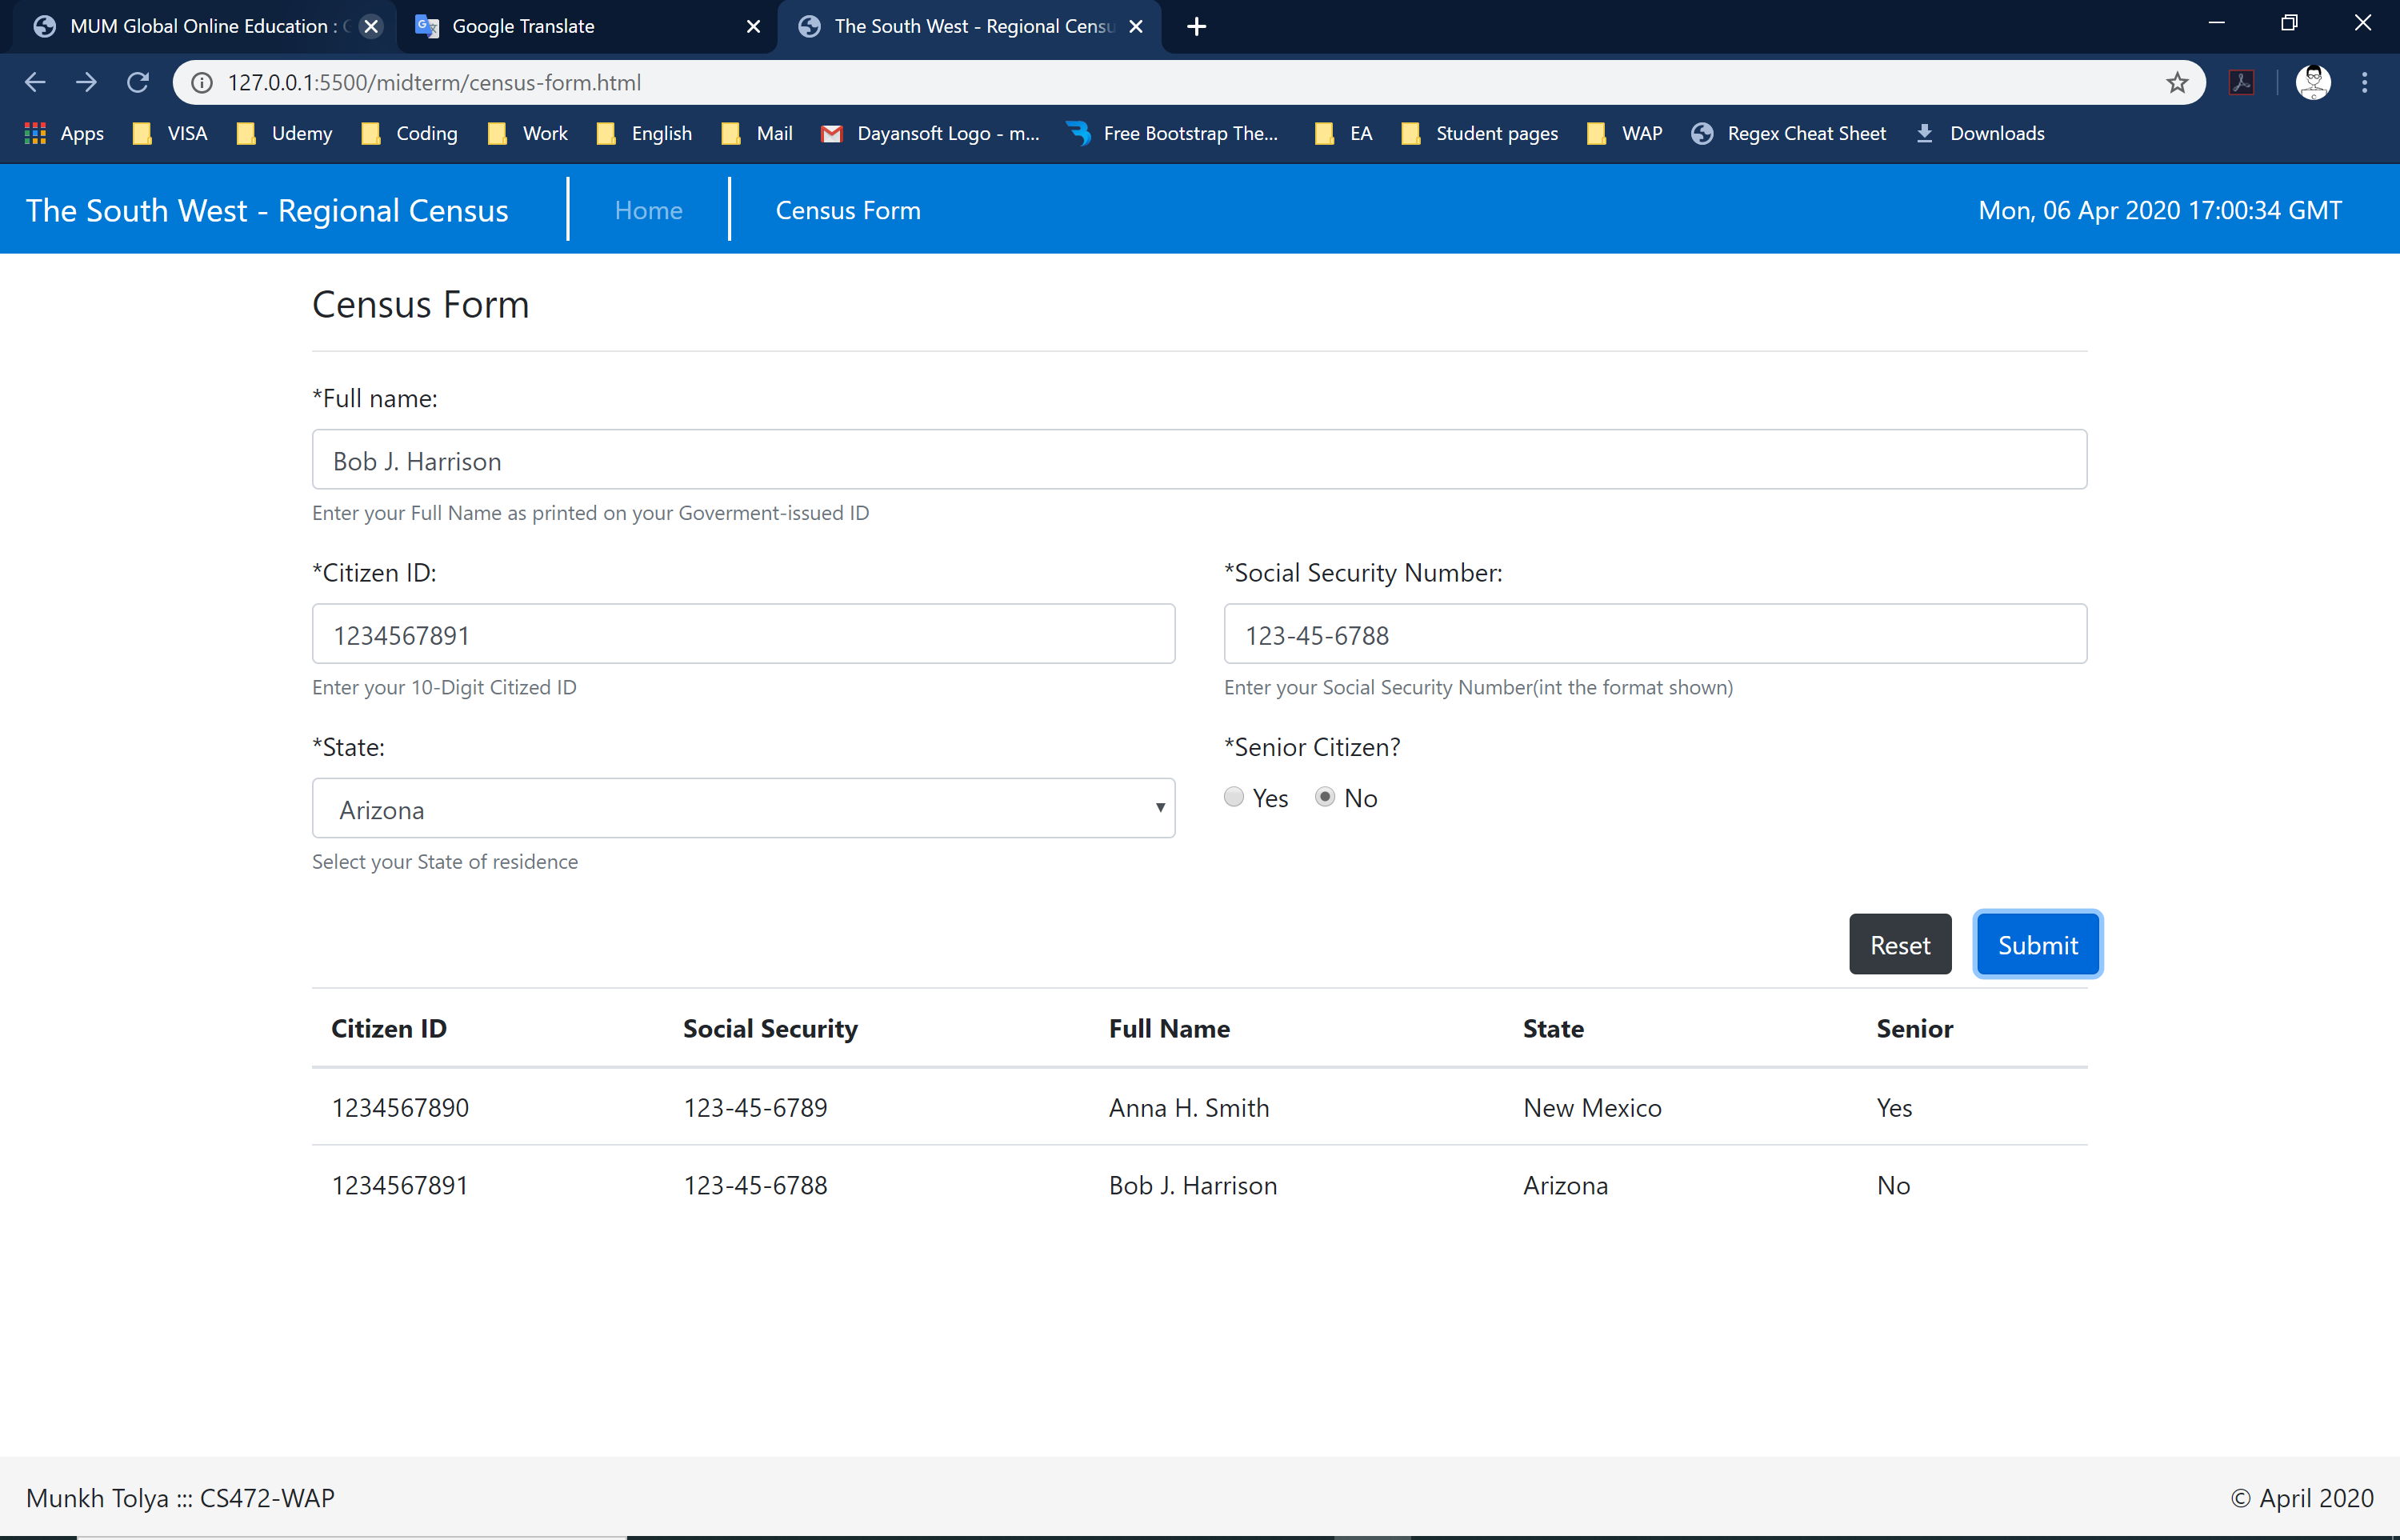 MUM Global Online Education :
Google Translate
The South West - Regional Censu
127.0.0.1:5500/midterm/census-form.html
Apps VISA Udemy Coding Work English Mail Dayansoft Logo - m... Free Bootstrap The... EA Student pages WAP Regex Cheat Sheet Downloads
The South West - Regional Census Home Census Form Mon, 06 Apr 2020 17:00:34 GMT
Census Form
*Full name:
Bob J. Harrison
Enter your Full Name as printed on your Goverment-issued ID
*Citizen ID: *Social Security Number:
1234567891 123-45-6788
Enter your 10-Digit Citized ID Enter your Social Security Number(int the format shown)
*State: *Senior Citizen?
Arizona Yes No
Select your State of residence
Reset Submit
Citizen ID Social Security Full Name State Senior
1234567890 123-45-6789 Anna H. Smith New Mexico Yes
1234567891 123-45-6788 Bob J. Harrison Arizona No
Munkh Tolya ::: CS472-WAP © April 2020